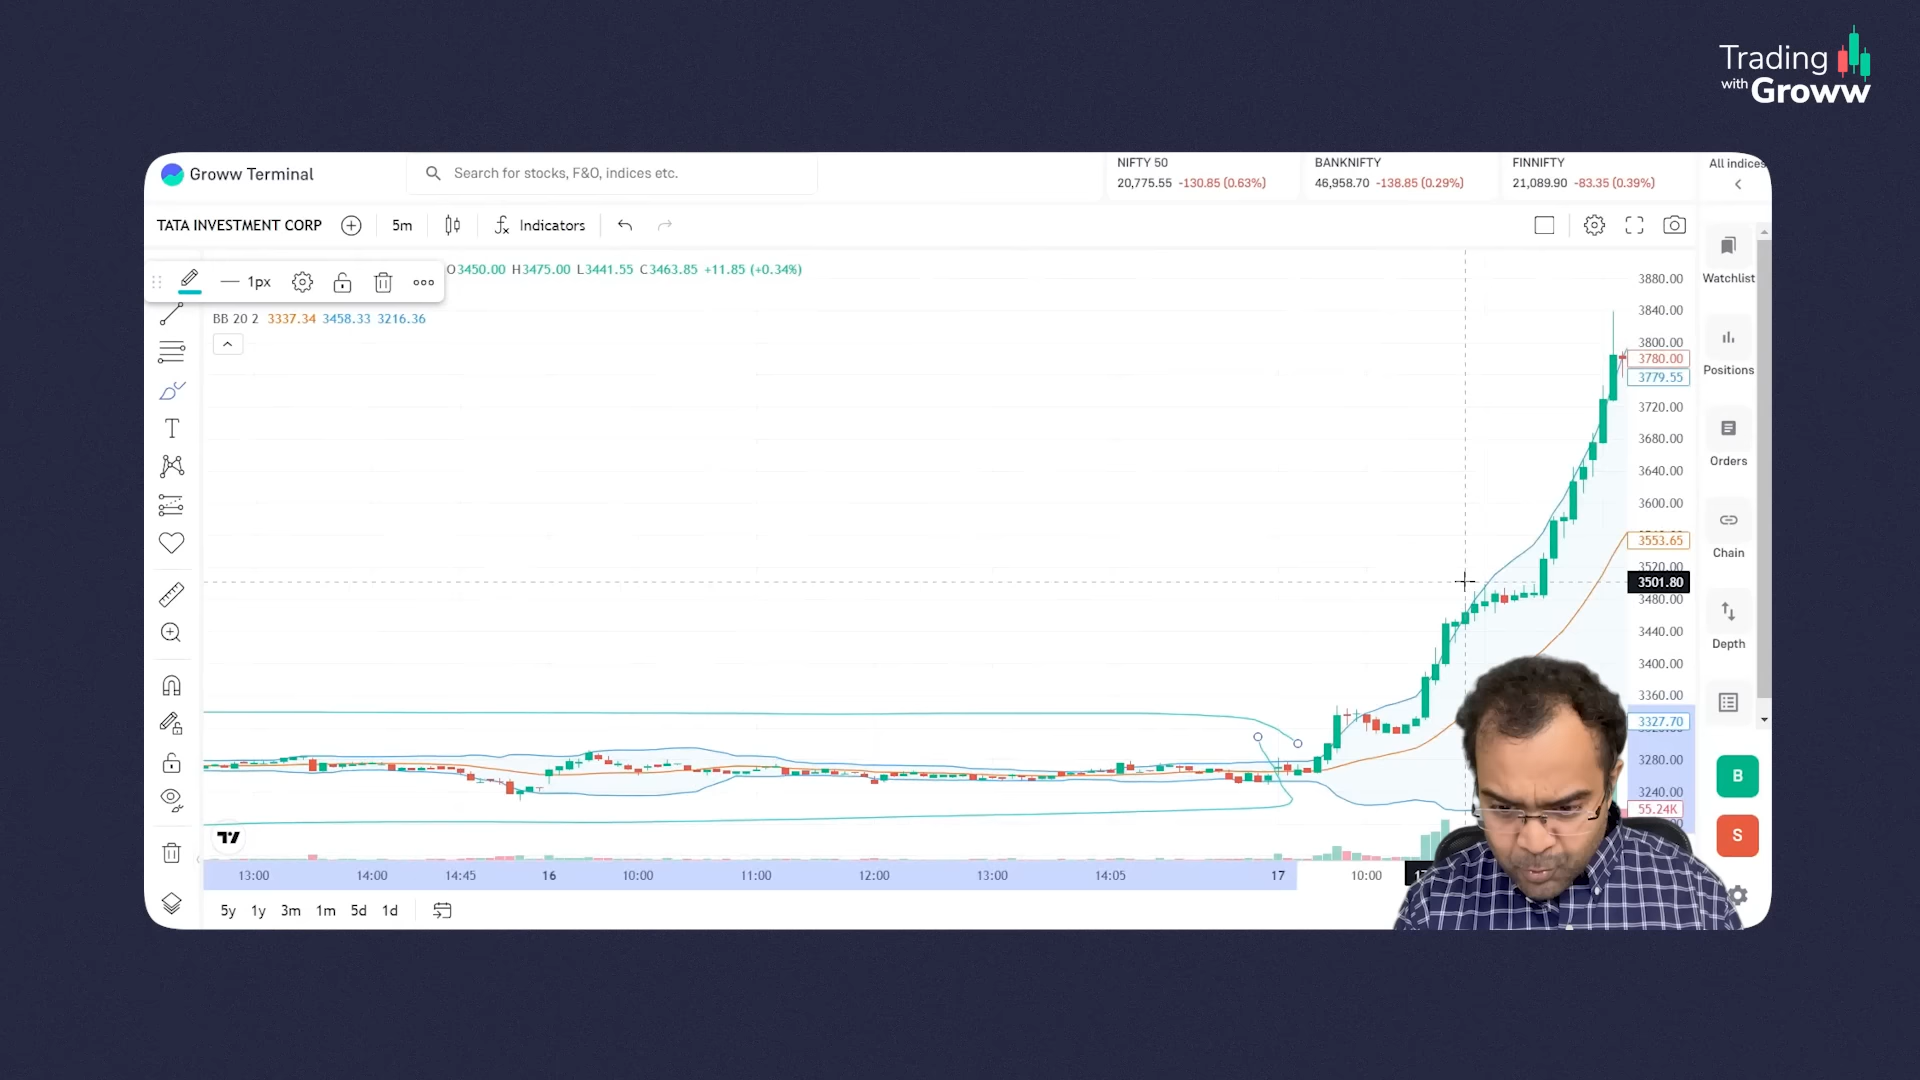 Trading
with Groww
Groww Terminal
Search for stocks, F&O, indices etc.
NIFTY 50
20,775.55 -130.85 (0.63%)
BANKNIFTY
46,958.70 -138.85 (0.29%)
FINNIFTY
21,089.90 -83.35 (0.39%)
All indices
TATA INVESTMENT CORP
5m
Indicators
1px
O3450.00 H3475.00 L3441.55 C3463.85 +11.85 (+0.34%)
BB 20 2 3337.34 3458.33 3216.36
3880.00
3840.00
3800.00
3780.00
3779.55
3720.00
3680.00
3640.00
3600.00
3553.65
3520.00
3501.80
3480.00
3440.00
3400.00
3360.00
3327.70
3280.00
3240.00
55.24K
Watchlist
Positions
Orders
Chain
Depth
B
S
13:00 14:00 14:45 16 10:00 11:00 12:00 13:00 14:05 17 10:00
5y 1y 3m 1m 5d 1d